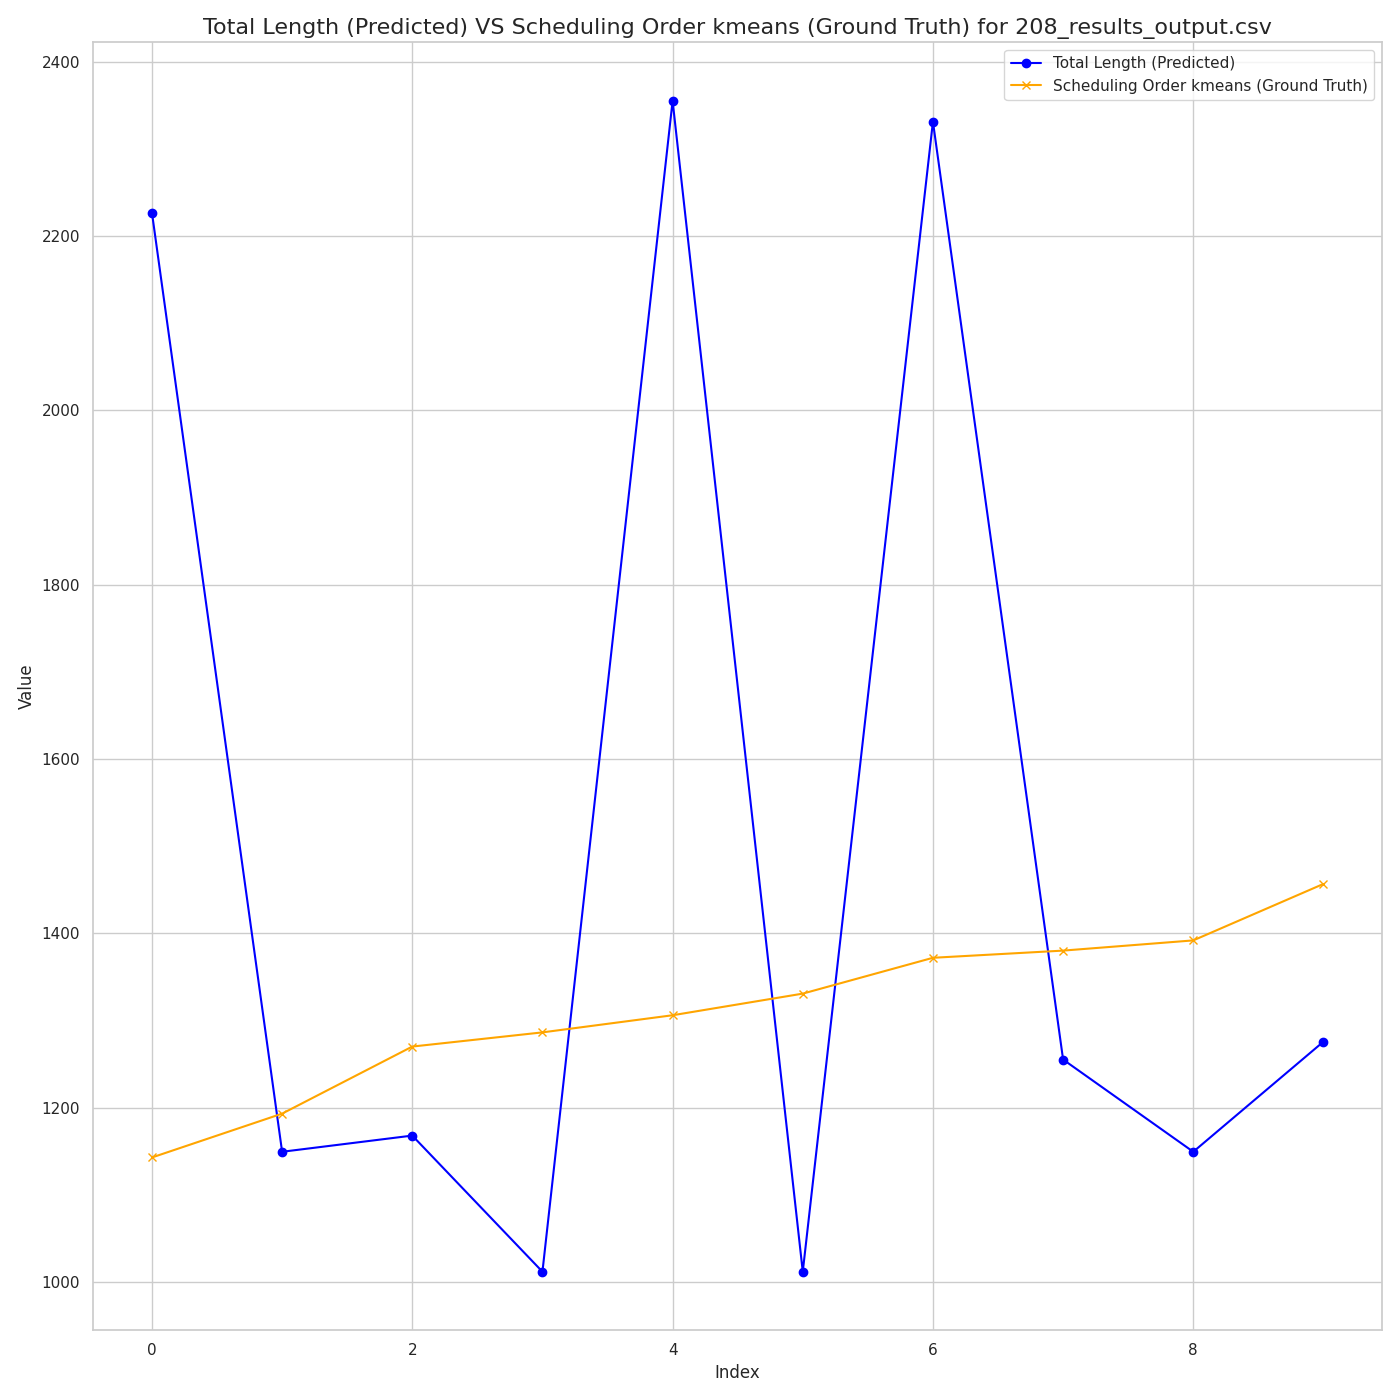 Total Length (Predicted) VS Scheduling Order kmeans (Ground Truth) for 208_results_output.csv
Total Length (Predicted)
Scheduling Order kmeans (Ground Truth)
2400
2200
2000
1800
1600
1400
1200
1000
Value
0 2 4 6 8
Index